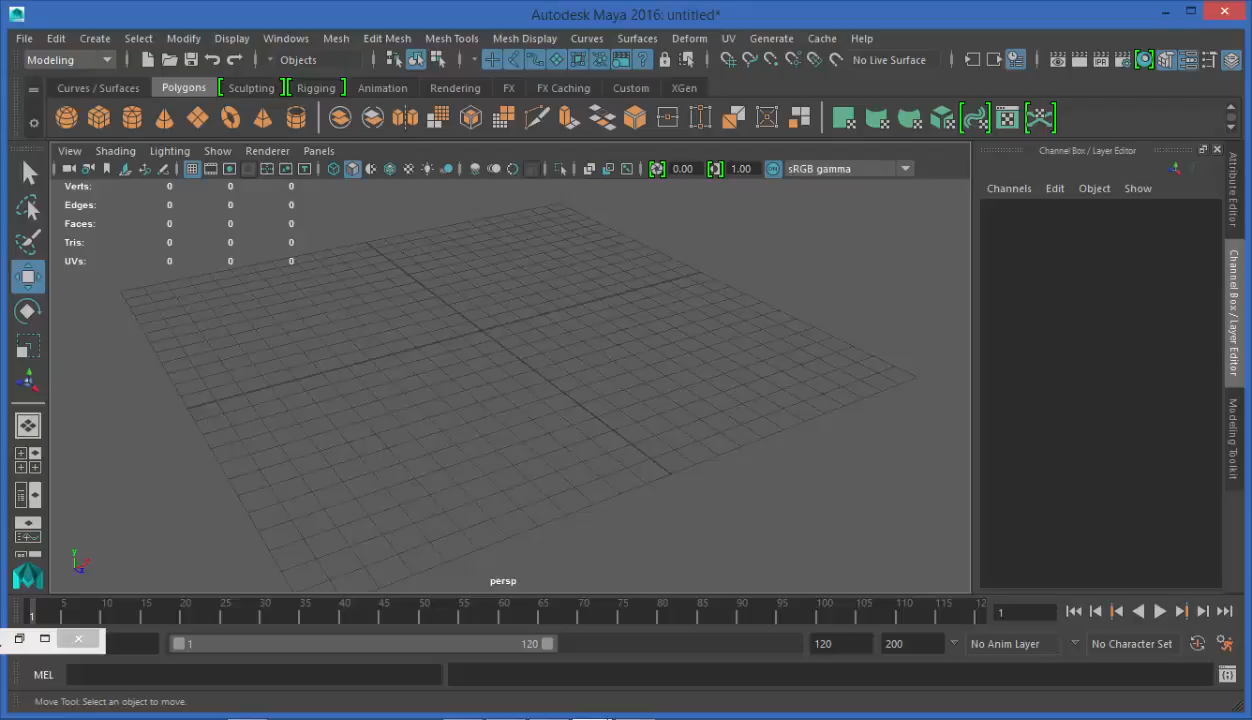 Autodesk Maya 2016: untitled*
File Edit Create Select Modify Display Windows Mesh Edit Mesh Mesh Tools Mesh Display Curves Surfaces Deform UV Generate Cache Help
Modeling Objects No Live Surface
Curves / Surfaces Polygons Sculpting Rigging Animation Rendering FX FX Caching Custom XGen
View Shading Lighting Show Renderer Panels
0.00 1.00 sRGB gamma
Verts: 0 0 0
Edges: 0 0 0
Faces: 0 0 0
Tris: 0 0 0
UVs: 0 0 0
y
persp
Channel Box / Layer Editor
Channels Edit Object Show
Attribute Editor
Channel Box / Layer Editor
Modeling Toolkit
5 10 15 20 25 30 35 40 45 50 55 60 65 70 75 80 85 90 95 100 105 110 115 12
1 1
1 120 120 200 No Anim Layer No Character Set
MEL
Move Tool: Select an object to move.